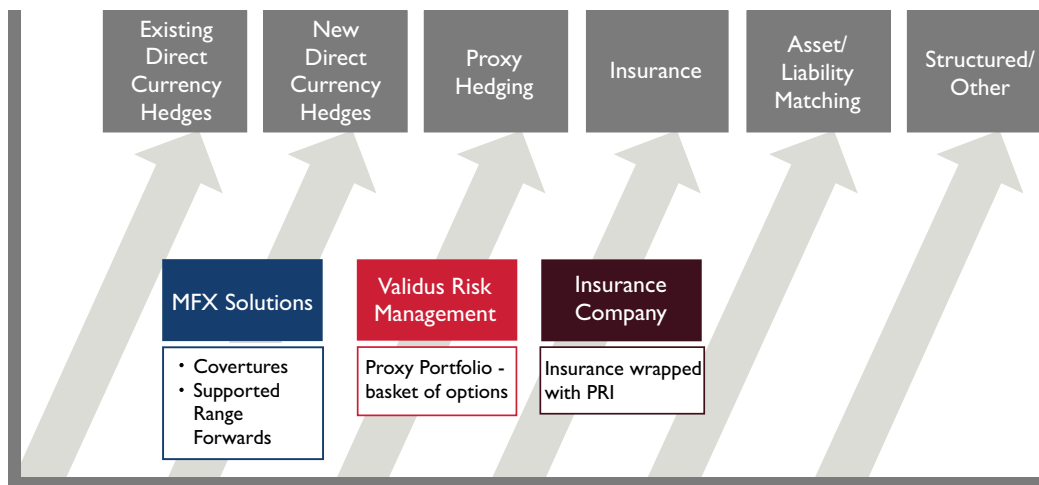 Existing
Direct
Currency
Hedges
New
Direct
Currency
Hedges
Proxy
Hedging
Insurance
Asset/
Liability
Matching
Structured/
Other
MFX Solutions
• Covertures
• Supported
Range
Forwards
Validus Risk
Management
Proxy Portfolio -
basket of options
Insurance
Company
Insurance wrapped
with PRI